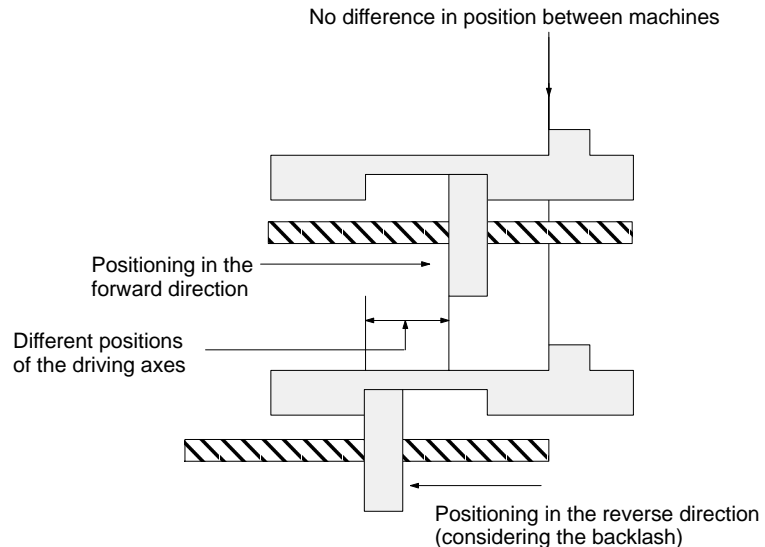 No difference in position between machines
Positioning in the
forward direction
Different positions
of the driving axes
Positioning in the reverse direction
(considering the backlash)